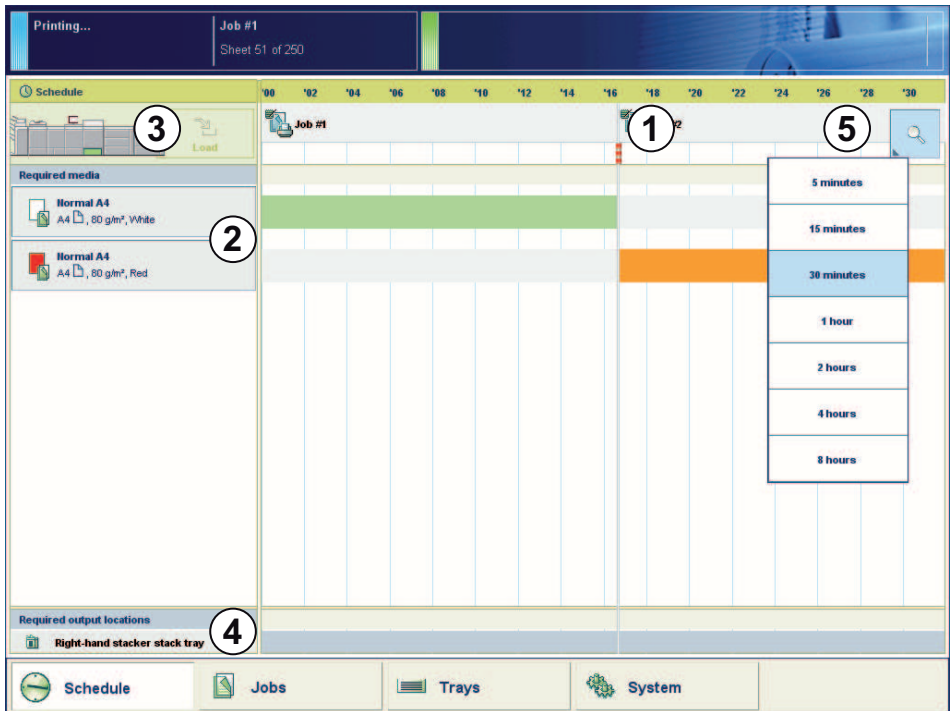 Printing...
Job #1
Sheet 51 of 250
Schedule
'00 '02 '04 '06 '08 '10 '12 '14 '16 '18 '20 '22 '24 '26 '28 '30
3
Load
Job #1
1
2
5
Required media
Normal A4
A4 , 80 g/m², White
2
Normal A4
A4 , 80 g/m², Red
5 minutes
15 minutes
30 minutes
1 hour
2 hours
4 hours
8 hours
Required output locations
Right-hand stacker stack tray
4
Schedule
Jobs
Trays
System